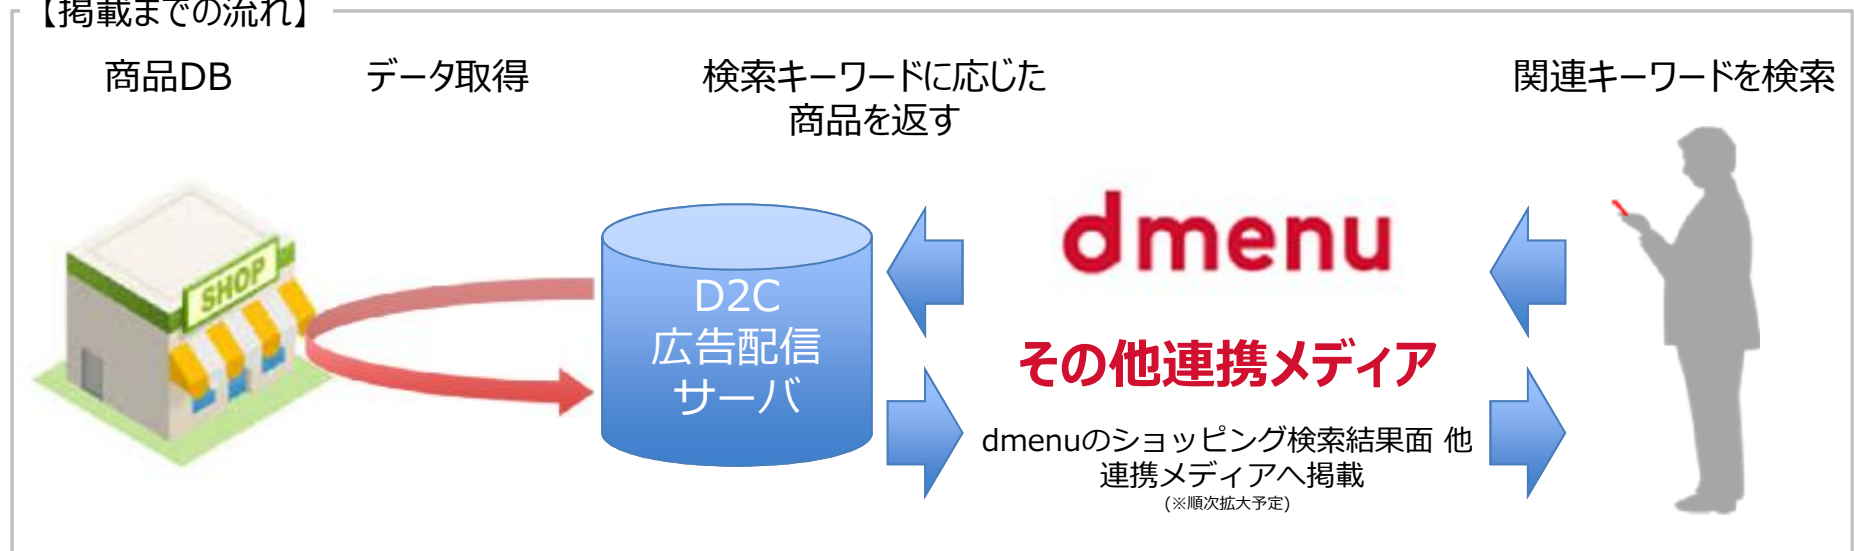 【掲載までの流れ】
商品DB
データ取得
検索キーワードに応じた
商品を返す
関連キーワードを検索
SHOP
D2C
広告配信
サーバ
dmenu
その他連携メディア
dmenuのショッピング検索結果面 他
連携メディアへ掲載
(※順次拡大予定)